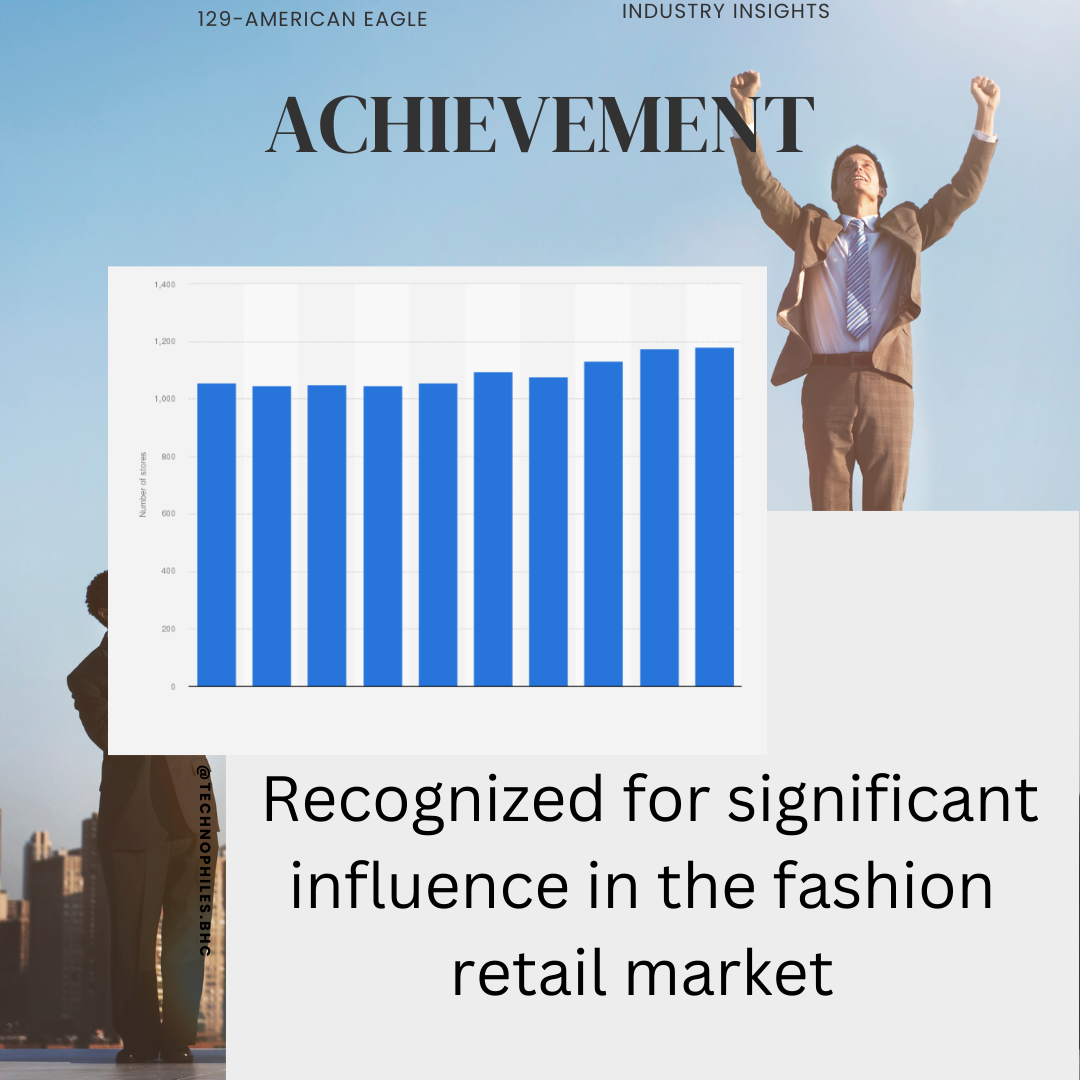 129-AMERICAN EAGLE
INDUSTRY INSIGHTS
ACHIEVEMENT
1,400
1,200
1,000
800
600
400
200
0
Number of stores
@TECHNOPHILES.BHC
Recognized for significant
influence in the fashion
retail market